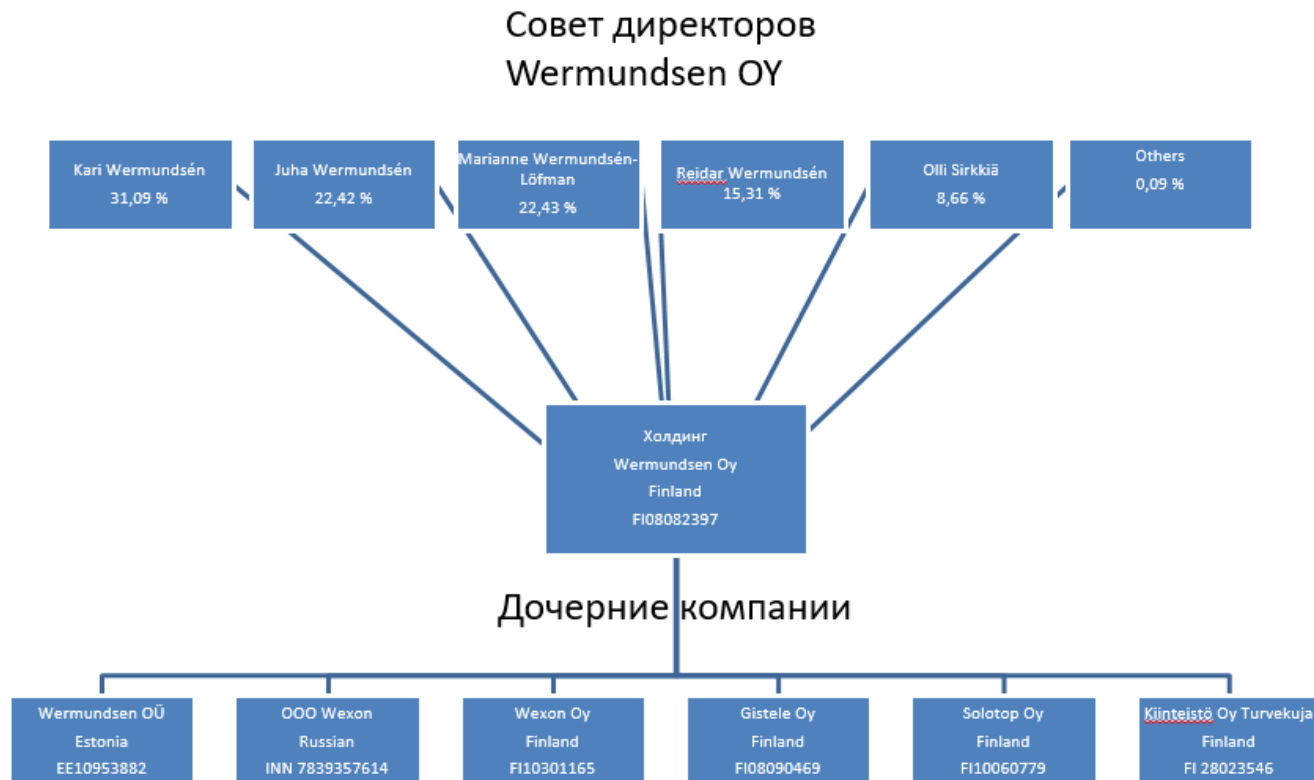 Совет директоров
Wermundsen OY
Kari Wermundsén
31,09 %
Juha Wermundsén
22,42 %
Marianne Wermundsén-
Löfman
22,43 %
Reidar Wermundsén
15,31 %
Olli Sirkkiä
8,66 %
Others
0,09 %
Холдинг
Wermundsen Oy
Finland
FI08082397
Дочерние компании
Wermundsen OÜ
Estonia
EE10953882
ООО Wexon
Russian
INN 7839357614
Wexon Oy
Finland
FI10301165
Gistele Oy
Finland
FI08090469
Solotop Oy
Finland
FI10060779
Kiinteistö Oy Turvekuja
Finland
FI 28023546